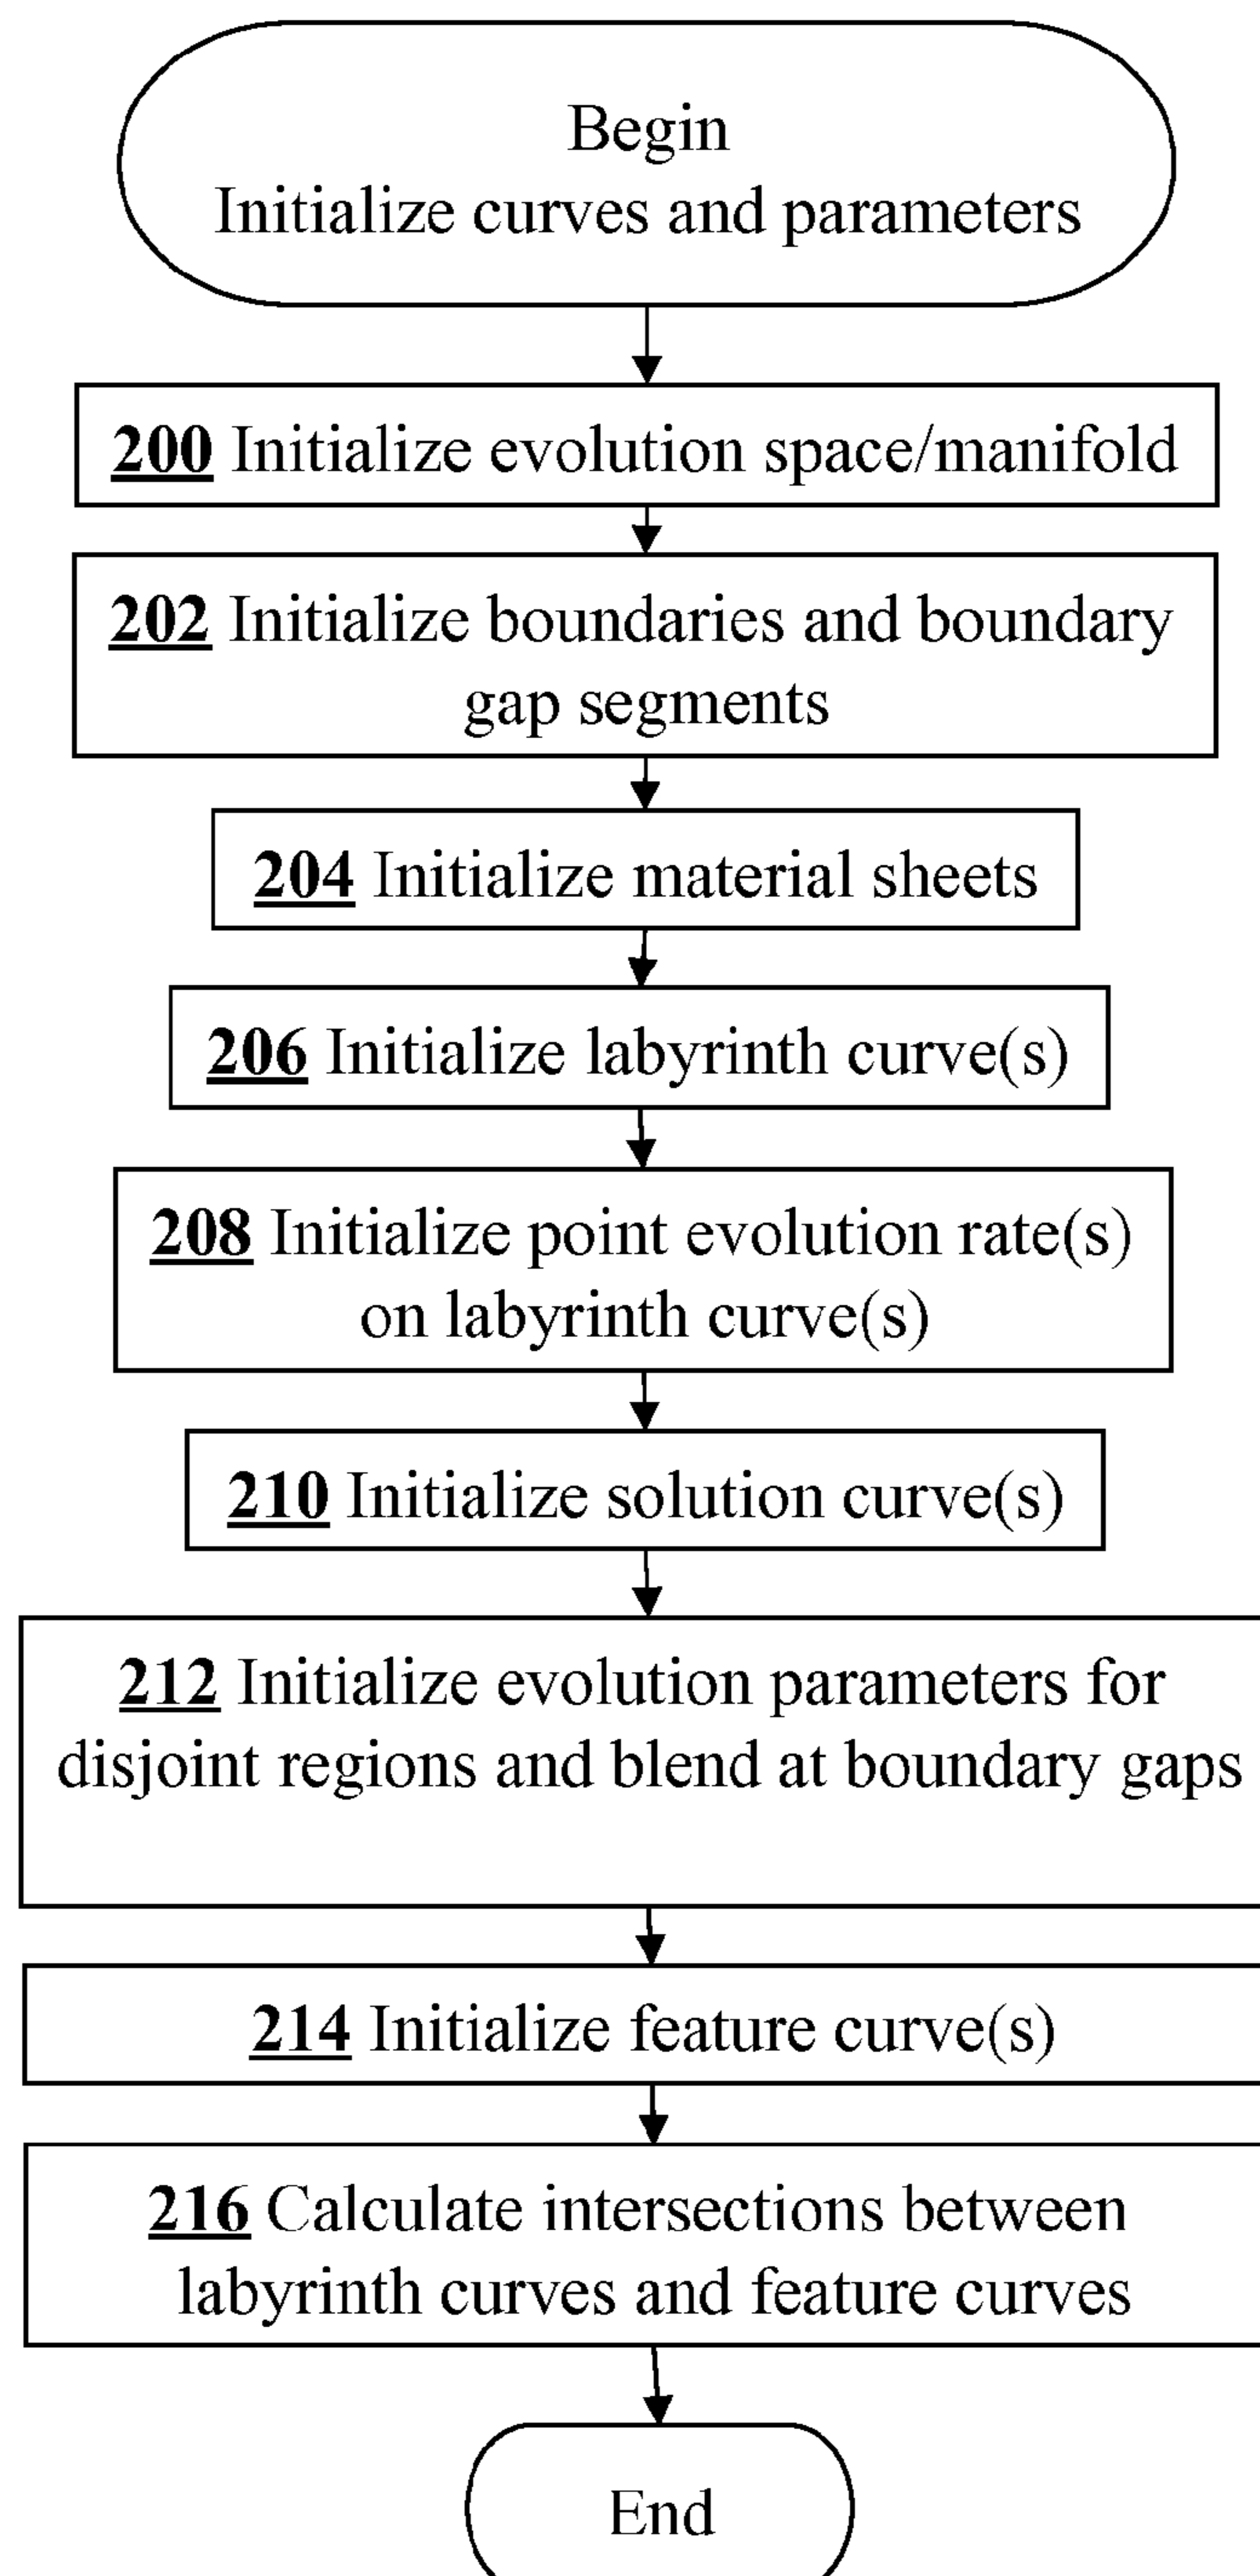 Begin
Initialize curves and parameters
200 Initialize evolution space/manifold
202 Initialize boundaries and boundary
gap segments
204 Initialize material sheets
206 Initialize labyrinth curve(s)
208 Initialize point evolution rate(s)
on labyrinth curve(s)
210 Initialize solution curve(s)
212 Initialize evolution parameters for
disjoint regions and blend at boundary gaps
214 Initialize feature curve(s)
216 Calculate intersections between
labyrinth curves and feature curves
End